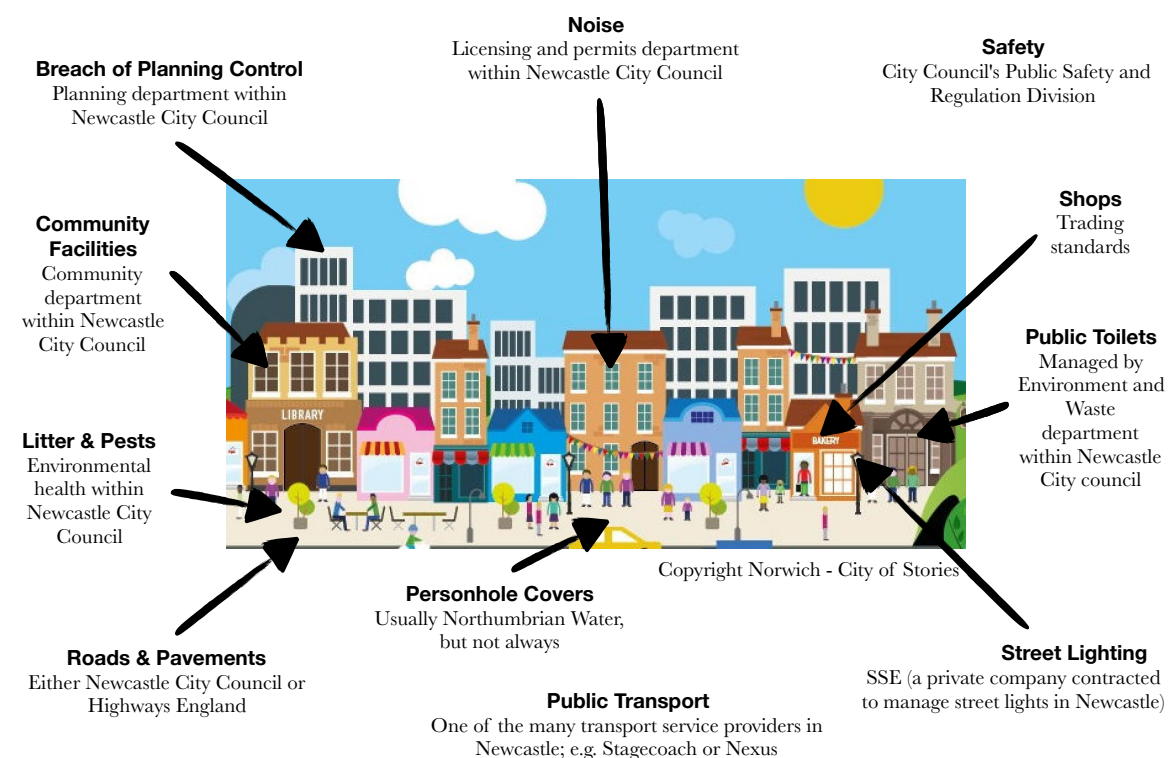 Noise
Licensing and permits department
within Newcastle City Council
Safety
City Council's Public Safety and
Regulation Division
Breach of Planning Control
Planning department within
Newcastle City Council
Shops
Trading
standards
Community
Facilities
Community
department
within Newcastle
City Council
Public Toilets
Managed by
Environment and
Waste
department
within Newcastle
City council
LIBRARY
BAKERY
Litter & Pests
Environmental
health within
Newcastle City
Council
Copyright Norwich - City of Stories
Personhole Covers
Usually Northumbrian Water,
but not always
Roads & Pavements
Either Newcastle City Council or
Highways England
Street Lighting
SSE (a private company contracted
to manage street lights in Newcastle)
Public Transport
One of the many transport service providers in
Newcastle; e.g. Stagecoach or Nexus